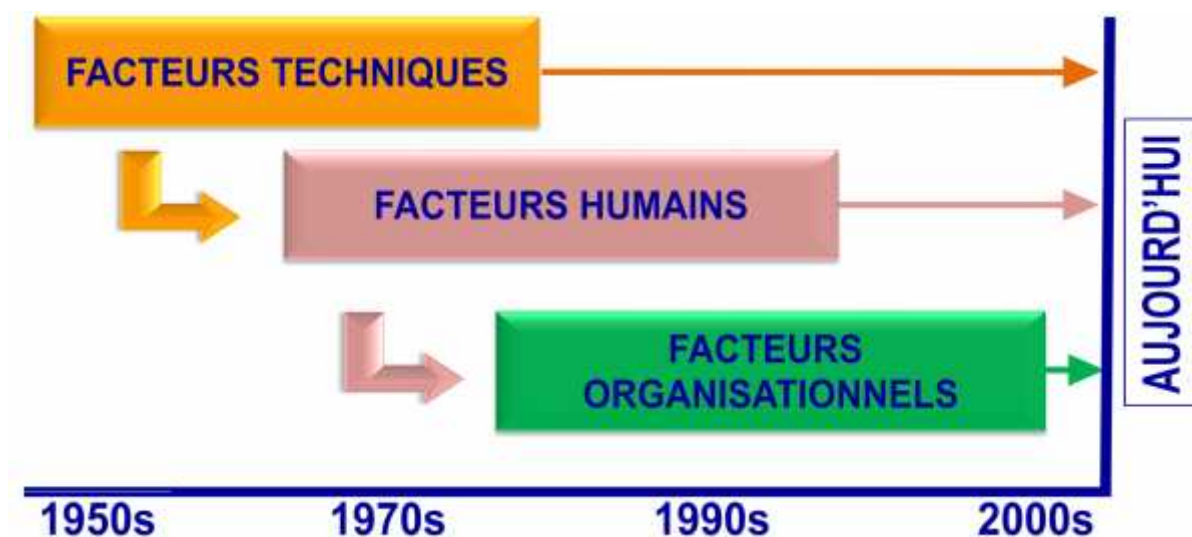 FACTEURS TECHNIQUES
FACTEURS HUMAINS
FACTEURS
ORGANISATIONNELS
AUJOURD'HUI
1950s 1970s 1990s 2000s